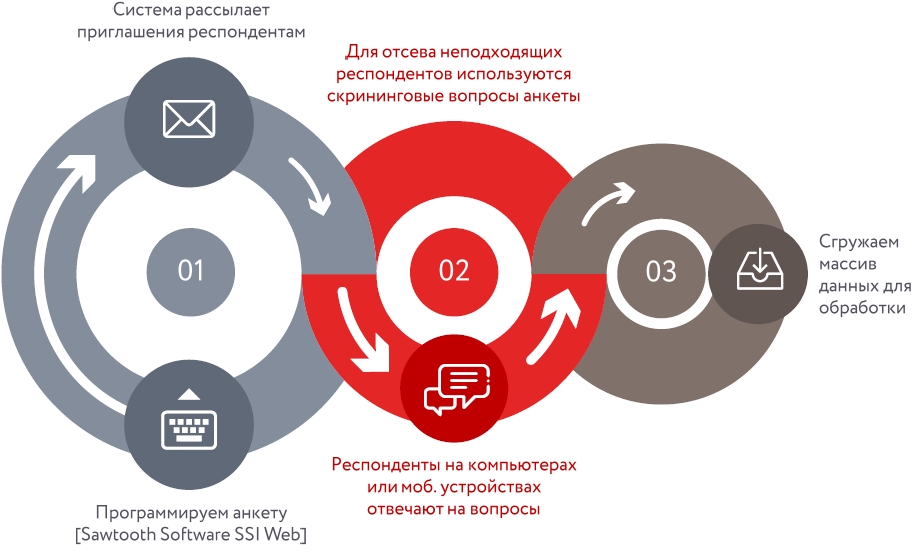 Система рассылает
приглашения респондентам
Для отсева неподходящих
респондентов используются
скрининговые вопросы анкеты
01
02
03
Сгружаем
массив
данных для
обработки
Респонденты на компьютерах
или моб. устройствах
отвечают на вопросы
Программируем анкету
[Sawtooth Software SSI Web]